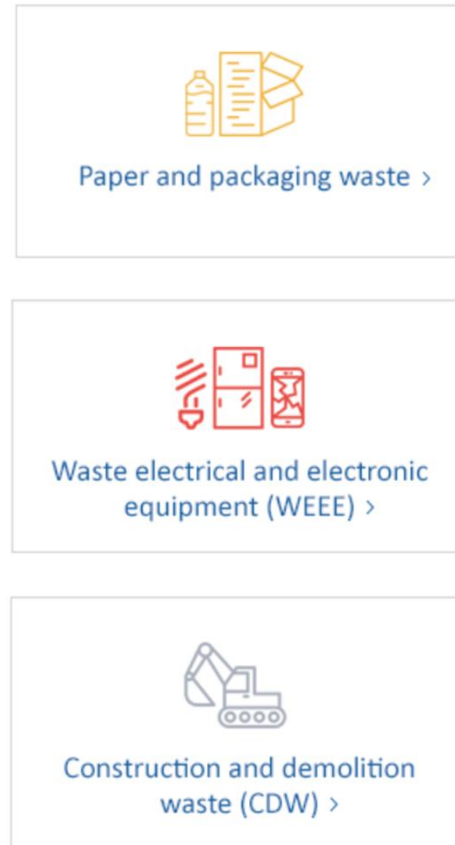 Paper and packaging waste >
Waste electrical and electronic
equipment (WEEE) >
Construction and demolition
waste (CDW) >